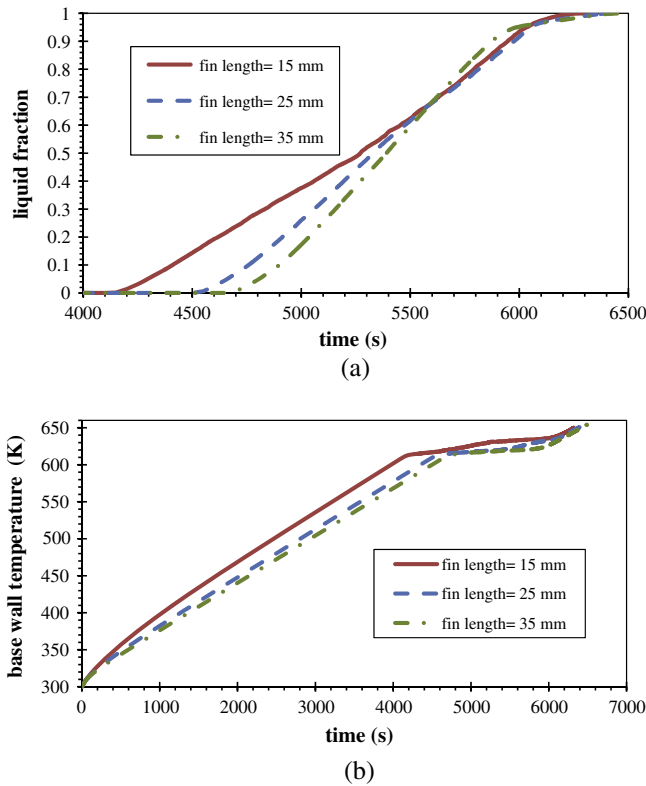 1
0.9
0.8
0.7
0.6
0.5
0.4
0.3
0.2
0.1
0
liquid fraction
fin length= 15 mm
fin length= 25 mm
fin length= 35 mm
4000 4500 5000 5500 6000 6500
time (s)
(a)
650
600
550
500
450
400
350
300
base wall temperature (K)
fin length= 15 mm
fin length= 25 mm
fin length= 35 mm
0 1000 2000 3000 4000 5000 6000 7000
time (s)
(b)